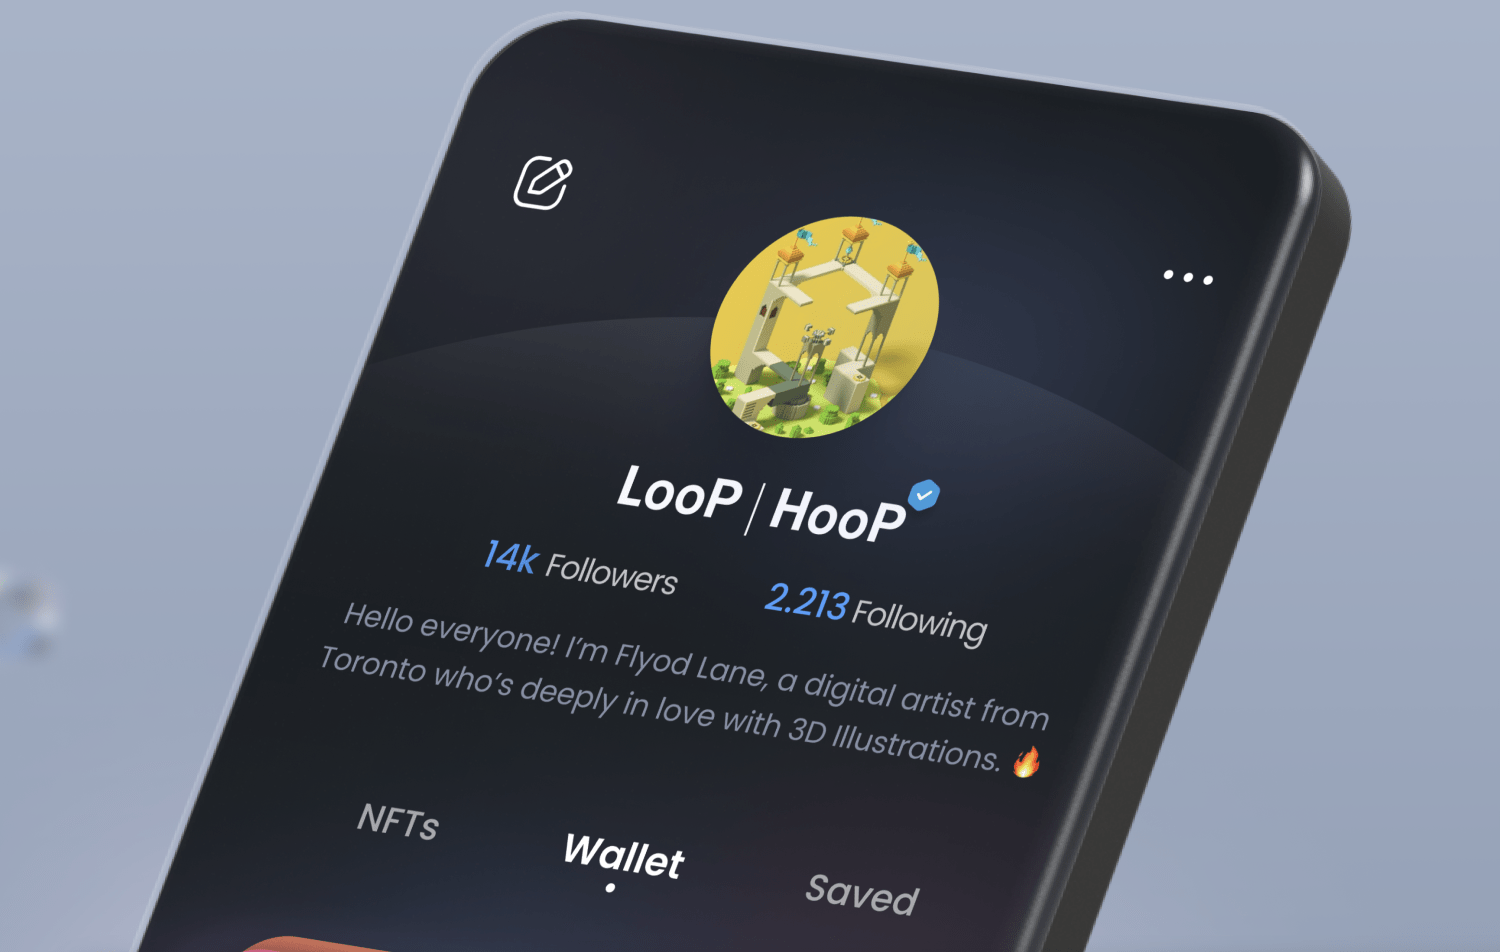 LooP | HooP
14k Followers 2.213 Following
Hello everyone! I'm Flyod Lane, a digital artist from
Toronto who's deeply in love with 3D Illustrations. 🔥
NFTs Wallet Saved